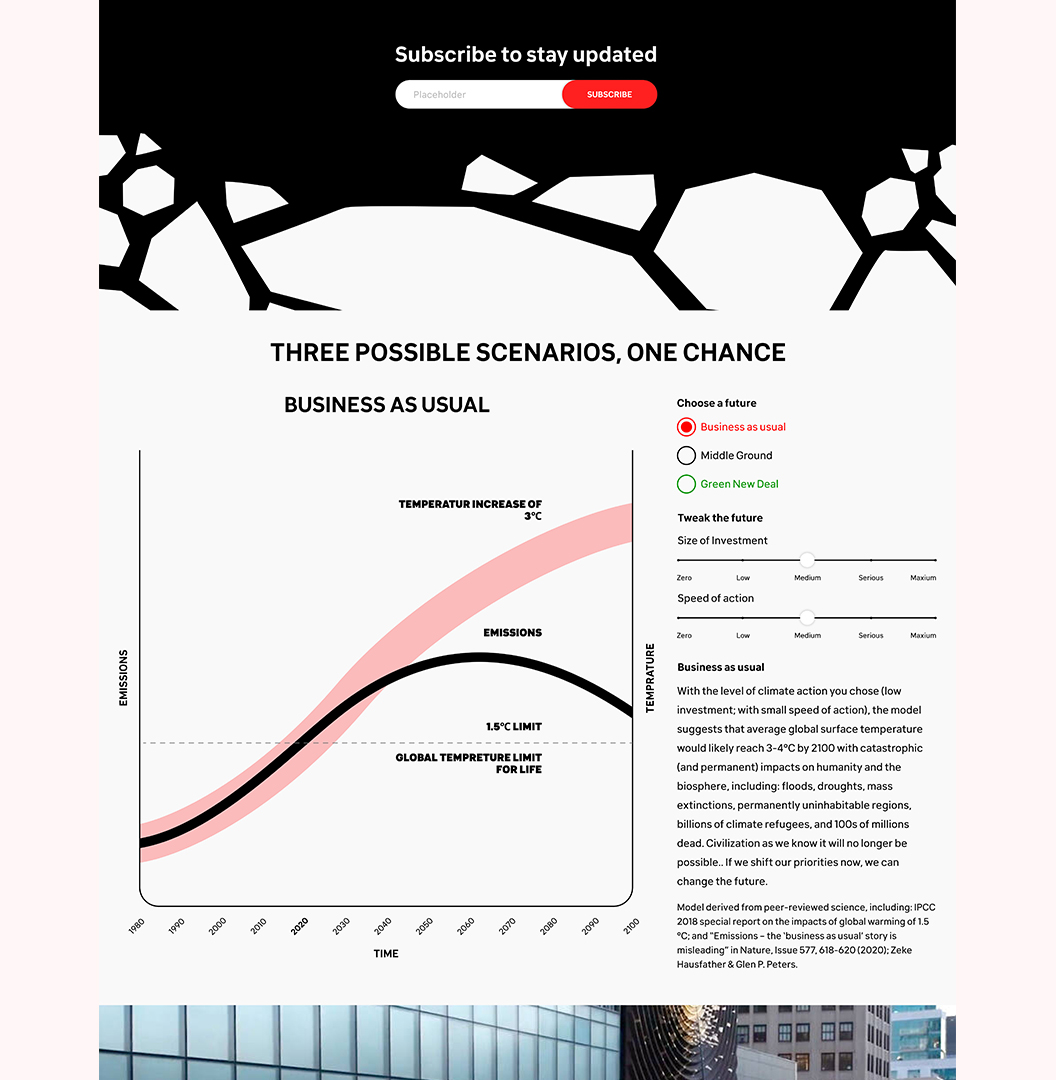 Subscribe to stay updated
Placeholder
SUBSCRIBE
THREE POSSIBLE SCENARIOS, ONE CHANCE
BUSINESS AS USUAL
TEMPERATUR INCREASE OF
3°C
EMISSIONS
1.5°C LIMIT
GLOBAL TEMPRETURE LIMIT
FOR LIFE
EMISSIONS
TEMPRATURE
1980 1990 2000 2010 2020 2030 2040 2050 2060 2070 2080 2090 2100
TIME
Choose a future
Business as usual
Middle Ground
Green New Deal
Tweak the future
Size of Investment
Zero Low Medium Serious Maxium
Speed of action
Zero Low Medium Serious Maxium
Business as usual
With the level of climate action you chose (low
investment; with small speed of action), the model
suggests that average global surface temperature
would likely reach 3-4°C by 2100 with catastrophic
(and permanent) impacts on humanity and the
biosphere, including: floods, droughts, mass
extinctions, permanently uninhabitable regions,
billions of climate refugees, and 100s of millions
dead. Civilization as we know it will no longer be
possible.. If we shift our priorities now, we can
change the future.
Model derived from peer-reviewed science, including: IPCC
2018 special report on the impacts of global warming of 1.5
°C; and "Emissions – the 'business as usual' story is
misleading" in Nature, Issue 577, 618-620 (2020); Zeke
Hausfather & Glen P. Peters.